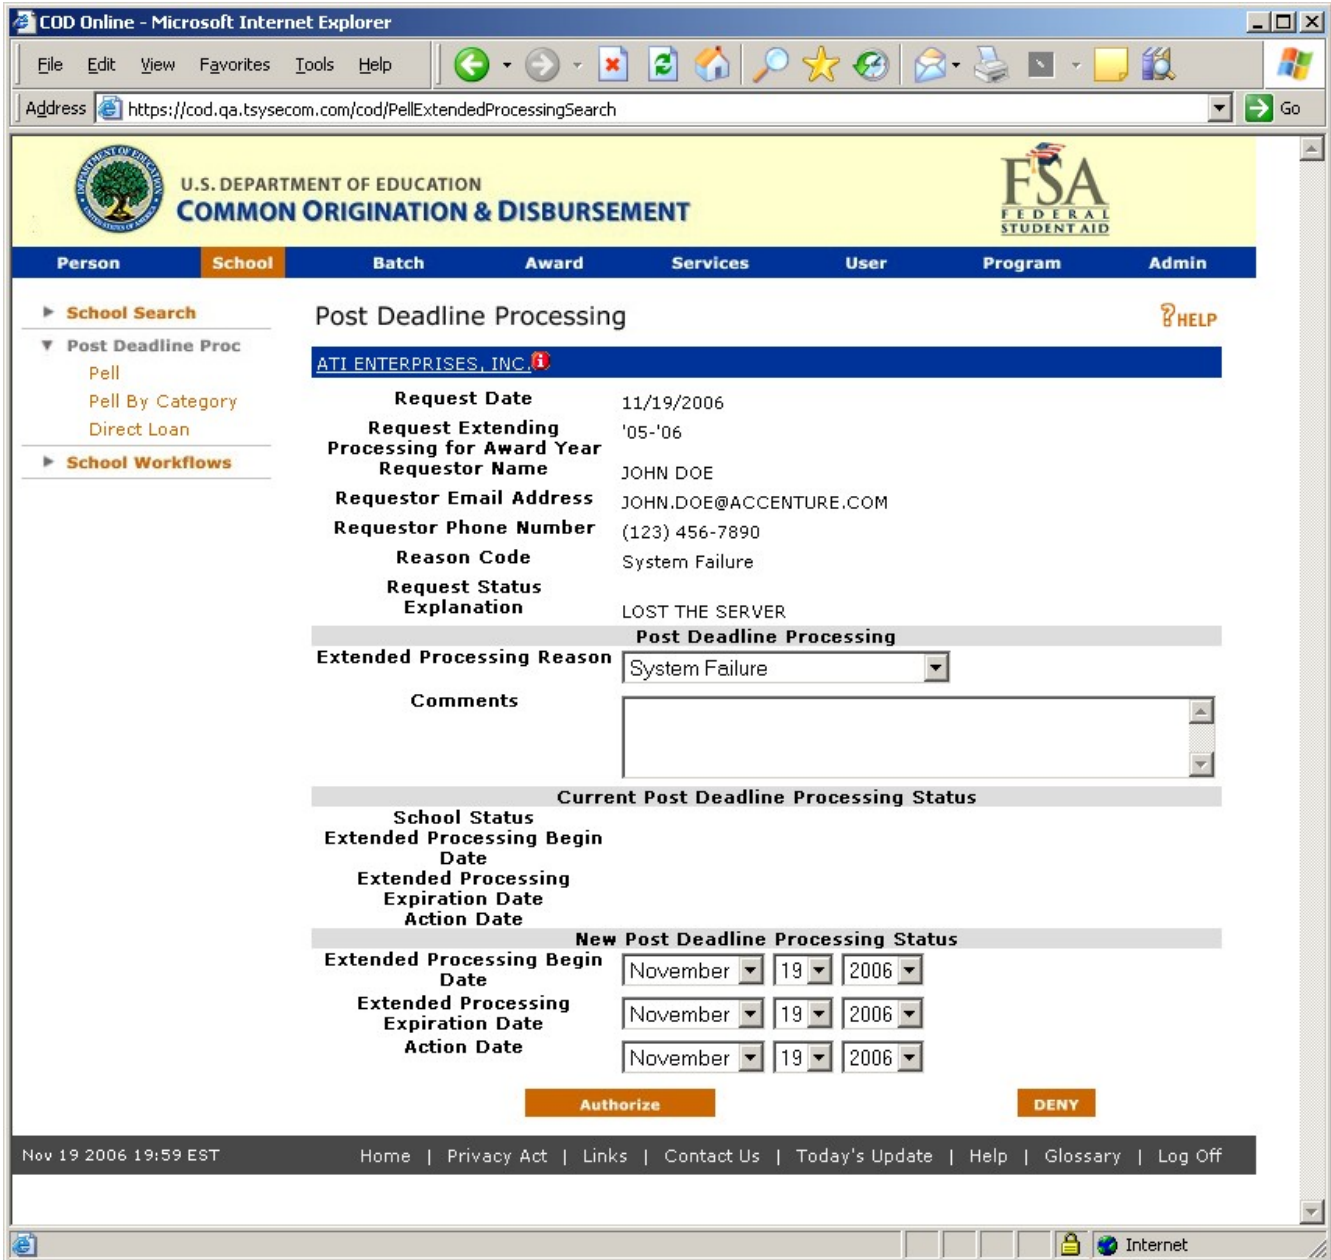 COD Online - Microsoft Internet Explorer
File Edit View Favorites Tools Help
Address https://cod.qa.tsysecom.com/cod/PellExtendedProcessingSearch Go
U.S. DEPARTMENT OF EDUCATION
COMMON ORIGINATION & DISBURSEMENT
FSA
FEDERAL
STUDENT AID
Person School Batch Award Services User Program Admin
School Search
Post Deadline Proc
Pell
Pell By Category
Direct Loan
School Workflows
Post Deadline Processing
?HELP
ATI ENTERPRISES, INC.
Request Date 11/19/2006
Request Extending
Processing for Award Year '05-'06
Requestor Name JOHN DOE
Requestor Email Address JOHN.DOE@ACCENTURE.COM
Requestor Phone Number (123) 456-7890
Reason Code System Failure
Request Status
Explanation LOST THE SERVER
Post Deadline Processing
Extended Processing Reason System Failure
Comments
Current Post Deadline Processing Status
School Status
Extended Processing Begin
Date
Extended Processing
Expiration Date
Action Date
New Post Deadline Processing Status
Extended Processing Begin
Date November 19 2006
Extended Processing
Expiration Date November 19 2006
Action Date November 19 2006
Authorize DENY
Nov 19 2006 19:59 EST Home | Privacy Act | Links | Contact Us | Today's Update | Help | Glossary | Log Off
Internet